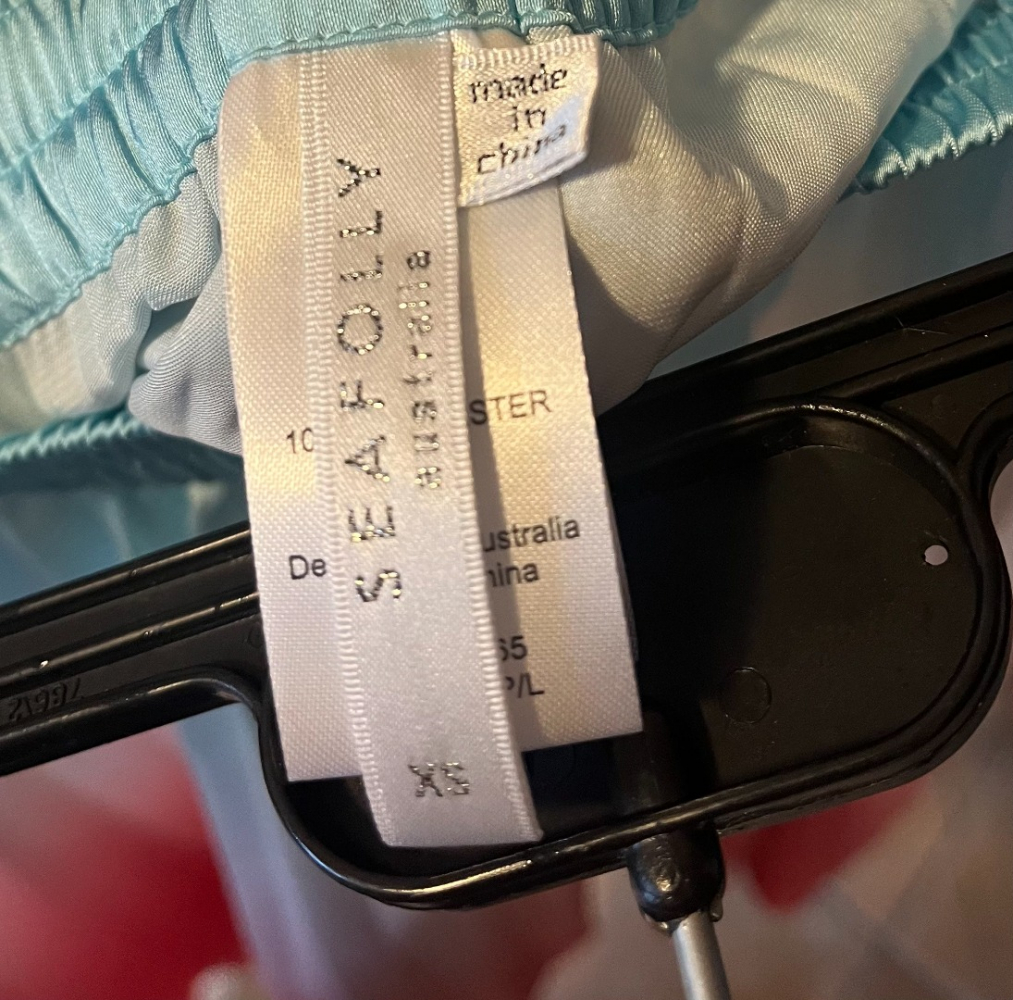 made
in
china
SEAFOLLY
australia
XS
10
STER
De
ustralia
hina
65
P/L